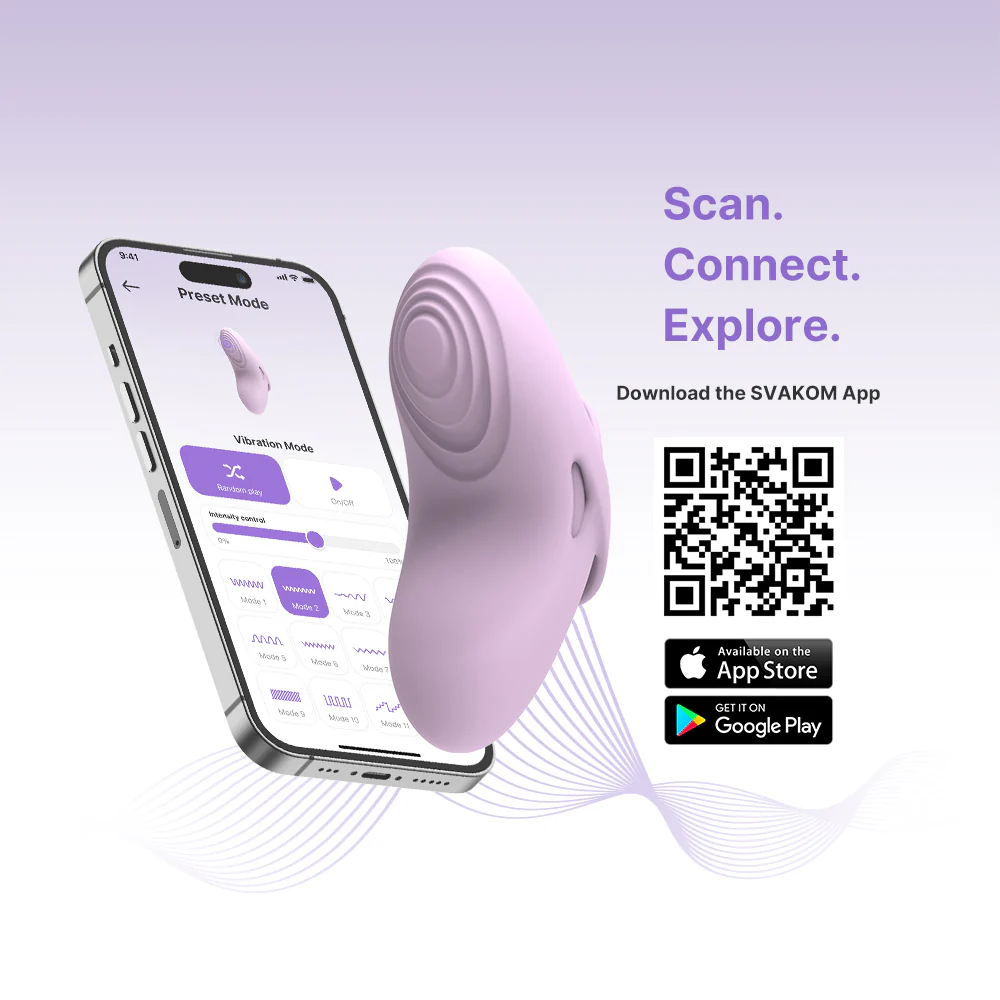 9:41
Preset Mode
Vibration Mode
Random play
On/Off
Intensity control
0%
100%
Mode 1
Mode 2
Mode 3
Mode 5
Mode 6
Mode 7
Mode 9
Mode 10
Mode 11
Scan.
Connect.
Explore.
Download the SVAKOM App
Available on the
App Store
GET IT ON
Google Play